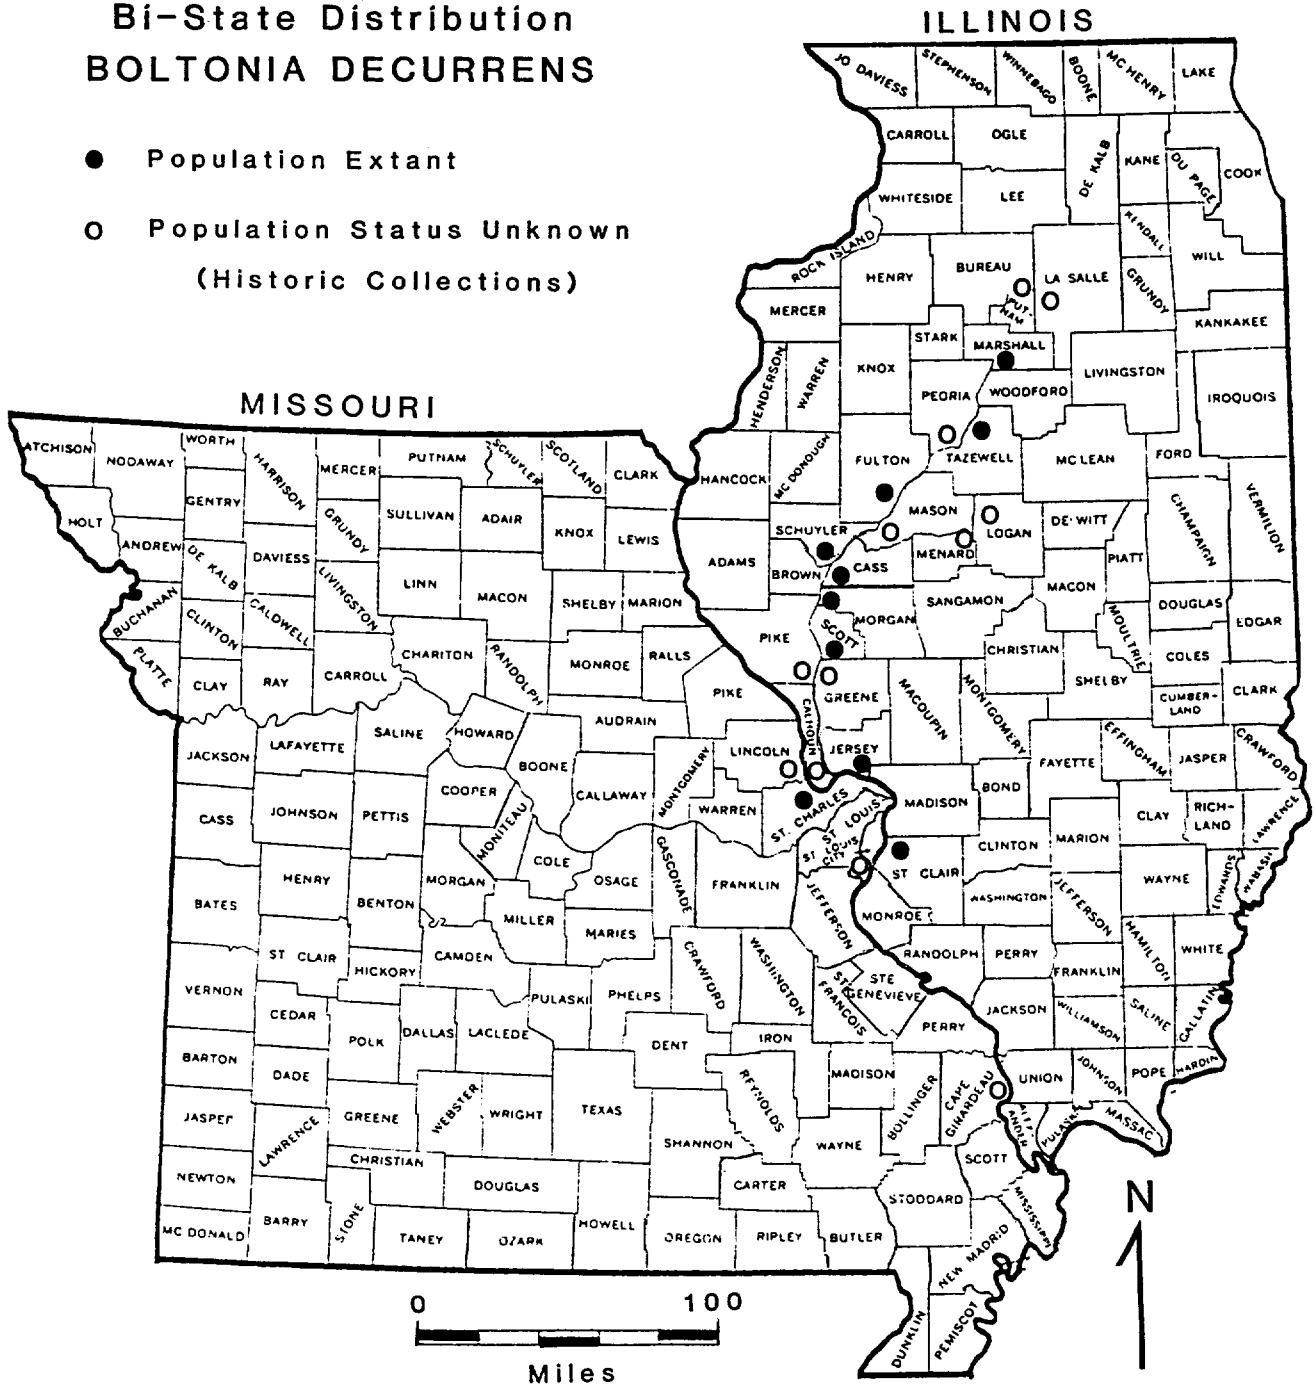 Bi-State Distribution
BOLTONIA DECURRENS
Population Extant
Population Status Unknown
(Historic Collections)
ILLINOIS
JO DAVIESS
STEPHENSON
WINNEBAGO
BOONE
MC HENRY
LAKE
CARROLL
OGLE
DE KALB
KANE
DU PAGE
COOK
WHITESIDE
LEE
KENDALL
WILL
ROCK ISLAND
HENRY
BUREAU
LA SALLE
GRUNDY
PUT-
NAM
MERCER
KANKAKEE
STARK
MARSHALL
HENDERSON
WARREN
KNOX
PEORIA
WOODFORD
LIVINGSTON
IROQUOIS
HANCOCK
MC DONOUGH
FULTON
TAZEWELL
MC LEAN
FORD
MASON
SCHUYLER
LOGAN
DE-WITT
PIATT
CHAMPAIGN
VERMILION
ADAMS
BROWN
CASS
MENARD
MACON
SANGAMON
MORGAN
SCOTT
PIKE
CHRISTIAN
MOULTRIE
DOUGLAS
EDGAR
COLES
SHELBY
CUMBER-
LAND
CLARK
GREENE
MACOUPIN
MONTGOMERY
CALHOUN
JERSEY
FAYETTE
EFFINGHAM
JASPER
CRAWFORD
MADISON
BOND
CLAY
RICH-
LAND
LAWRENCE
ST CLAIR
CLINTON
MARION
WAYNE
EDWARDS
WABASH
WASHINGTON
JEFFERSON
MONROE
RANDOLPH
PERRY
FRANKLIN
HAMILTON
WHITE
JACKSON
WILLIAMSON
SALINE
GALLATIN
UNION
JOHNSON
POPE
HARDIN
ANDER
PULASKI
MASSAC
MISSOURI
ATCHISON
NODAWAY
WORTH
HARRISON
MERCER
PUTNAM
SCHUYLER
SCOTLAND
CLARK
HOLT
GENTRY
GRUNDY
SULLIVAN
ADAIR
KNOX
LEWIS
ANDREW
DE KALB
DAVIESS
LIVINGSTON
LINN
MACON
SHELBY
MARION
BUCHANAN
CLINTON
CALDWELL
PLATTE
CLAY
RAY
CARROLL
CHARITON
RANDOLPH
MONROE
RALLS
PIKE
AUDRAIN
JACKSON
LAFAYETTE
SALINE
HOWARD
BOONE
CALLAWAY
MONTGOMERY
LINCOLN
WARREN
ST. CHARLES
ST LOUIS
ST LOUIS
CITY
CASS
JOHNSON
PETTIS
COOPER
MONITEAU
COLE
OSAGE
GASCONADE
FRANKLIN
JEFFERSON
BATES
HENRY
BENTON
MORGAN
MILLER
MARIES
ST CLAIR
HICKORY
CAMDEN
CRAWFORD
WASHINGTON
STE
GENEVIEVE
ST
FRANCOIS
PERRY
VERNON
CEDAR
POLK
DALLAS
LACLEDE
PULASKI
PHELPS
DENT
IRON
MADISON
BARTON
DADE
GREENE
WEBSTER
WRIGHT
TEXAS
REYNOLDS
BOLLINGER
CAPE
GIRARDEAU
JASPER
LAWRENCE
CHRISTIAN
DOUGLAS
SHANNON
WAYNE
SCOTT
NEWTON
STONE
CARTER
STODDARD
MISSISSIPPI
MC DONALD
BARRY
TANEY
OZARK
HOWELL
OREGON
RIPLEY
BUTLER
NEW MADRID
DUNKLIN
PEMISCOT
N
0 100
Miles